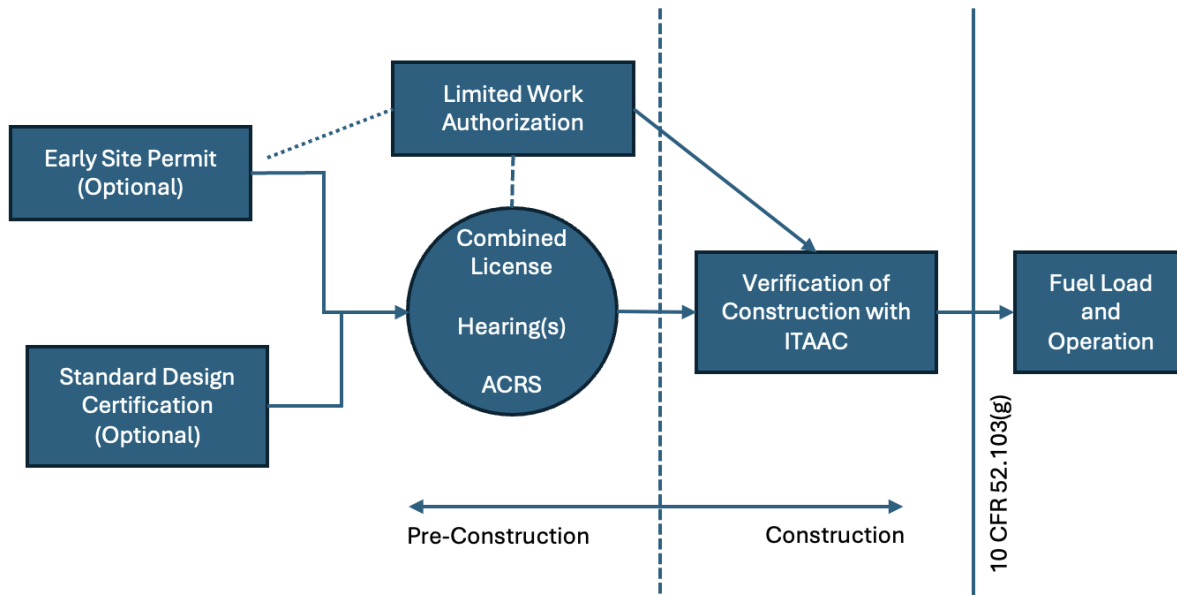 Limited Work
Authorization
Early Site Permit
(Optional)
Combined
License
Hearing(s)
ACRS
Standard Design
Certification
(Optional)
Verification of
Construction with
ITAAC
Fuel Load
and
Operation
10 CFR 52.103(g)
Pre-Construction
Construction